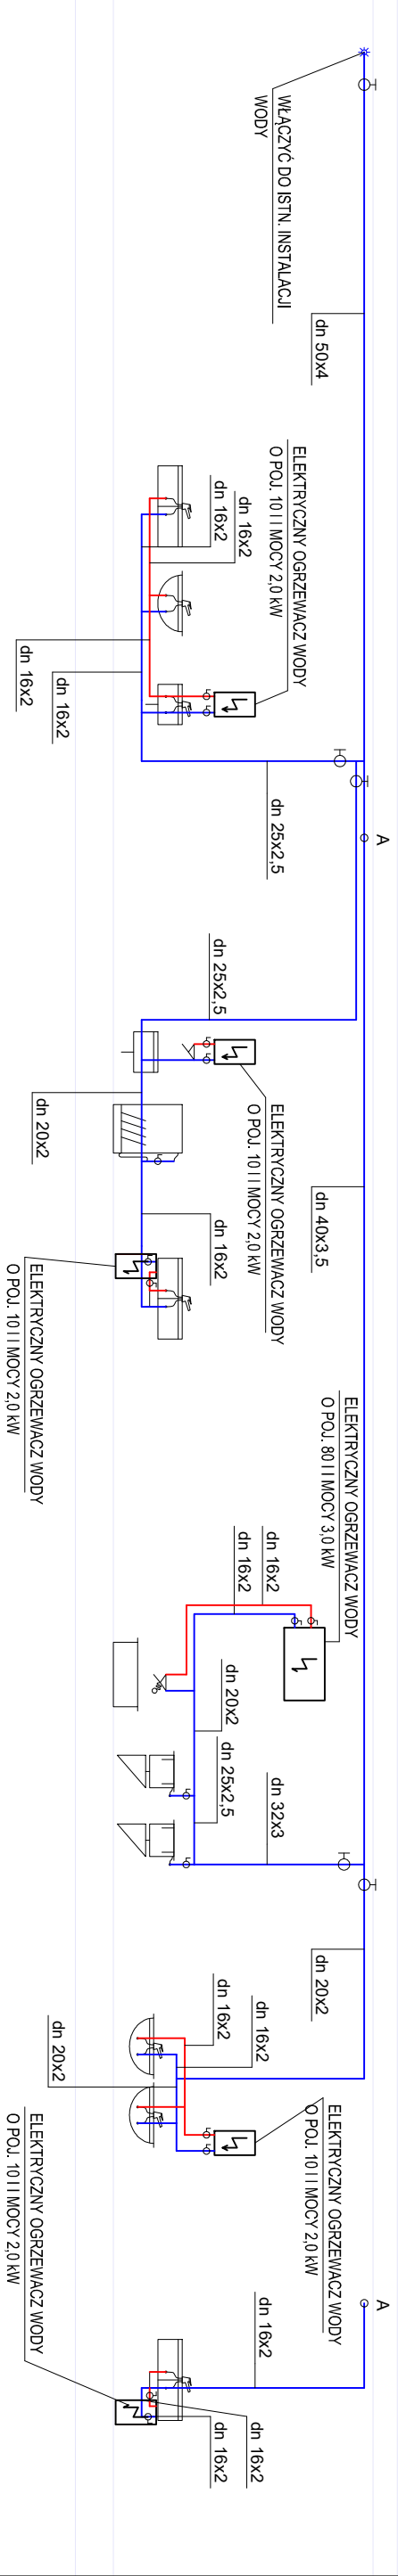 WŁĄCZYĆ DO ISTN. INSTALACJI
WODY
dn 50x4
ELEKTRYCZNY OGRZEWACZ WODY
O POJ. 10 l I MOCY 2,0 kW
dn 16x2
dn 16x2
dn 16x2
dn 16x2
dn 25x2,5
A
dn 25x2,5
ELEKTRYCZNY OGRZEWACZ WODY
O POJ. 10 l I MOCY 2,0 kW
dn 20x2
dn 40x3,5
dn 16x2
ELEKTRYCZNY OGRZEWACZ WODY
O POJ. 10 l I MOCY 2,0 kW
ELEKTRYCZNY OGRZEWACZ WODY
O POJ. 80 l I MOCY 3,0 kW
dn 16x2
dn 16x2
dn 20x2
dn 25x2,5
dn 32x3
dn 20x2
dn 16x2
dn 16x2
dn 20x2
ELEKTRYCZNY OGRZEWACZ WODY
O POJ. 10 l I MOCY 2,0 kW
ELEKTRYCZNY OGRZEWACZ WODY
O POJ. 10 l I MOCY 2,0 kW
A
dn 16x2
dn 16x2
dn 16x2